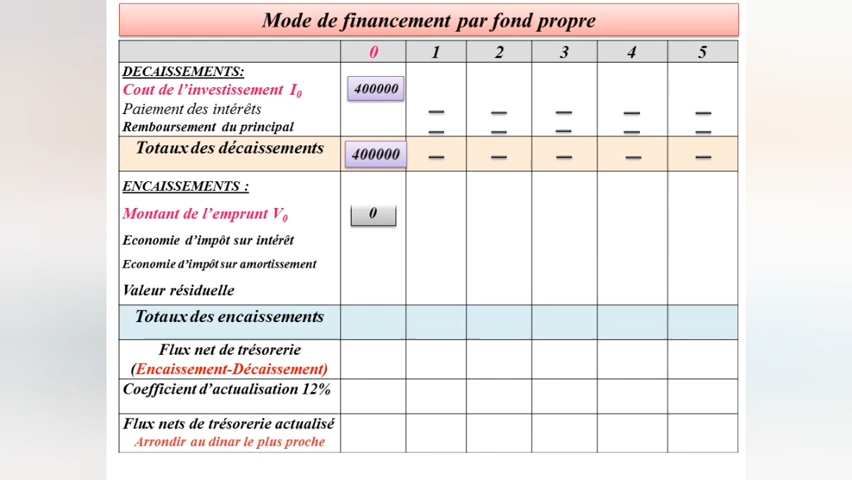 Mode de financement par fond propre
0 1 2 3 4 5
DECAISSEMENTS:
Cout de l'investissement I0 400000
Paiement des intérêts — — — — —
Remboursement du principal — — — — —
Totaux des décaissements 400000 — — — — —
ENCAISSEMENTS :
Montant de l'emprunt V0 0
Economie d'impôt sur intérêt
Economie d'impôt sur amortissement
Valeur résiduelle
Totaux des encaissements
Flux net de trésorerie
(Encaissement-Décaissement)
Coefficient d'actualisation 12%
Flux nets de trésorerie actualisé
Arrondir au dinar le plus proche